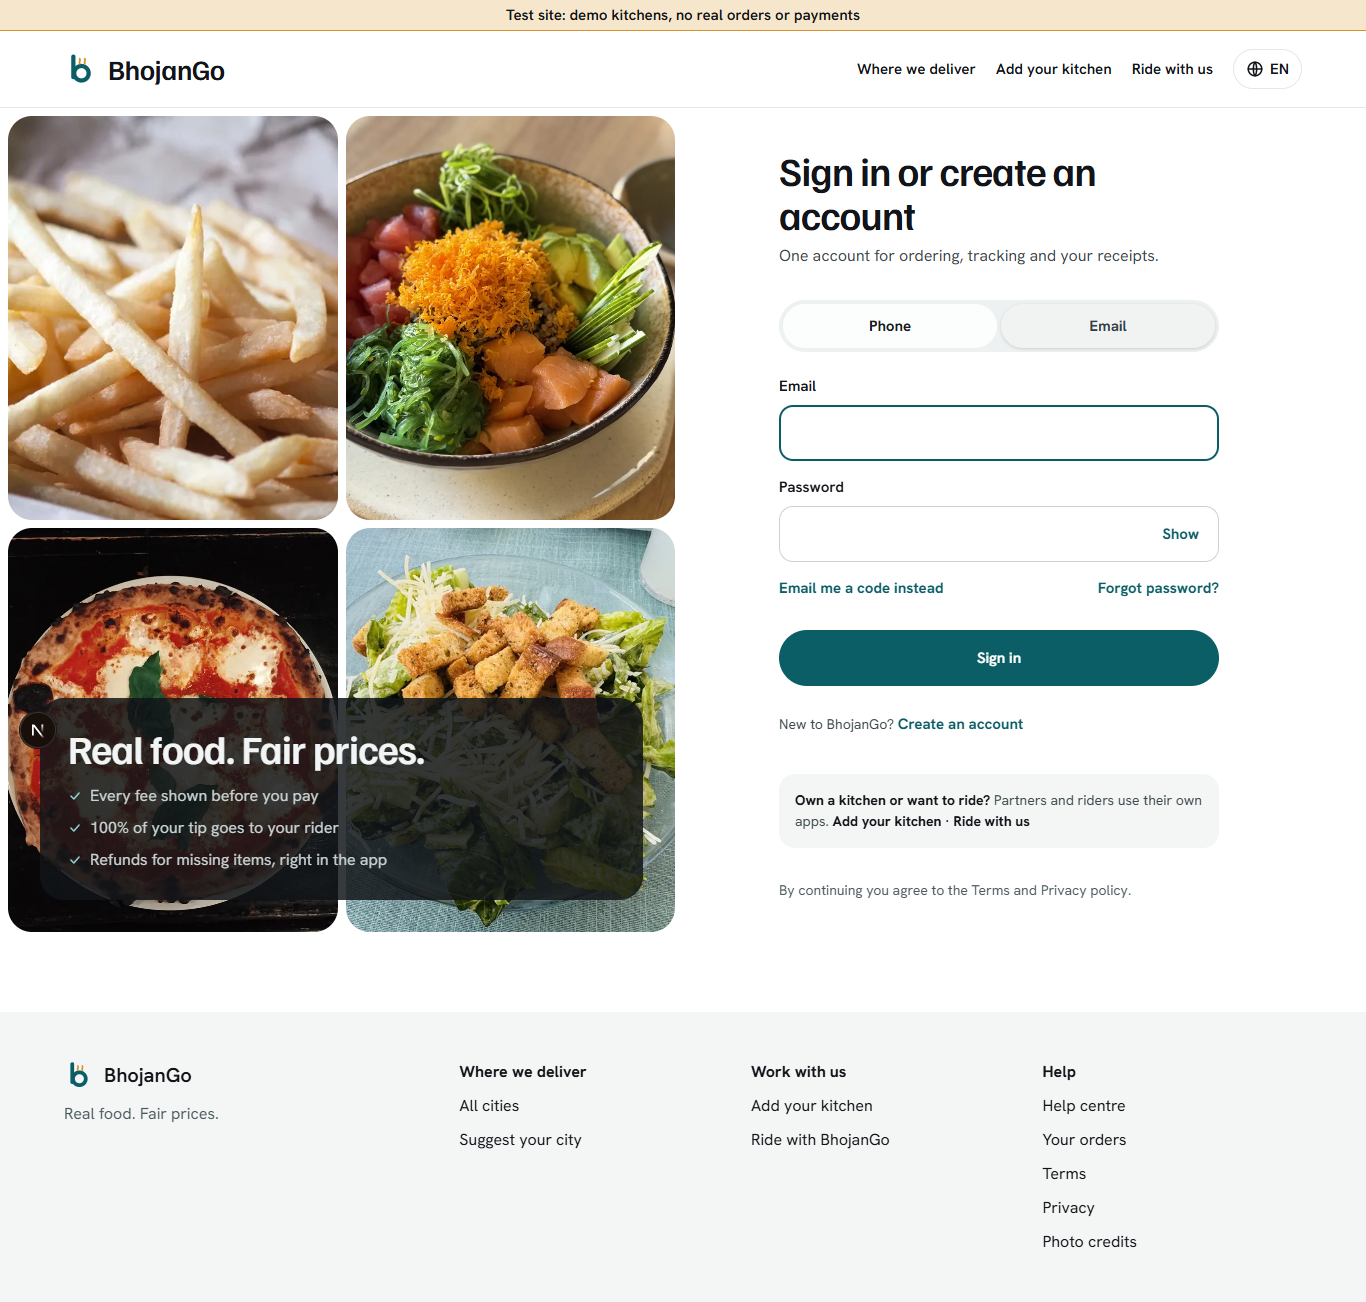 Test site: demo kitchens, no real orders or payments
BhojanGo
Where we deliver
Add your kitchen
Ride with us
EN
Sign in or create an
account
One account for ordering, tracking and your receipts.
Phone
Email
Email
Password
Show
Email me a code instead
Forgot password?
Sign in
New to BhojanGo? Create an account
Own a kitchen or want to ride? Partners and riders use their own
apps. Add your kitchen · Ride with us
By continuing you agree to the Terms and Privacy policy.
N
Real food. Fair prices.
Every fee shown before you pay
100% of your tip goes to your rider
Refunds for missing items, right in the app
BhojanGo
Real food. Fair prices.
Where we deliver
All cities
Suggest your city
Work with us
Add your kitchen
Ride with BhojanGo
Help
Help centre
Your orders
Terms
Privacy
Photo credits